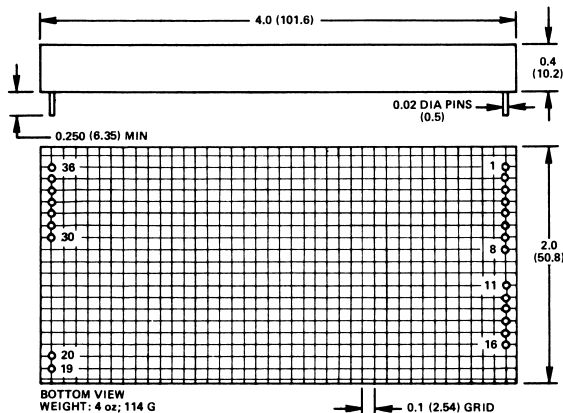 4.0 (101.6)
0.4
(10.2)
0.02 DIA PINS
(0.5)
0.250 (6.35) MIN
36
1
30
8
2.0
(50.8)
11
16
20
19
BOTTOM VIEW
WEIGHT: 4 oz; 114 G
0.1 (2.54) GRID